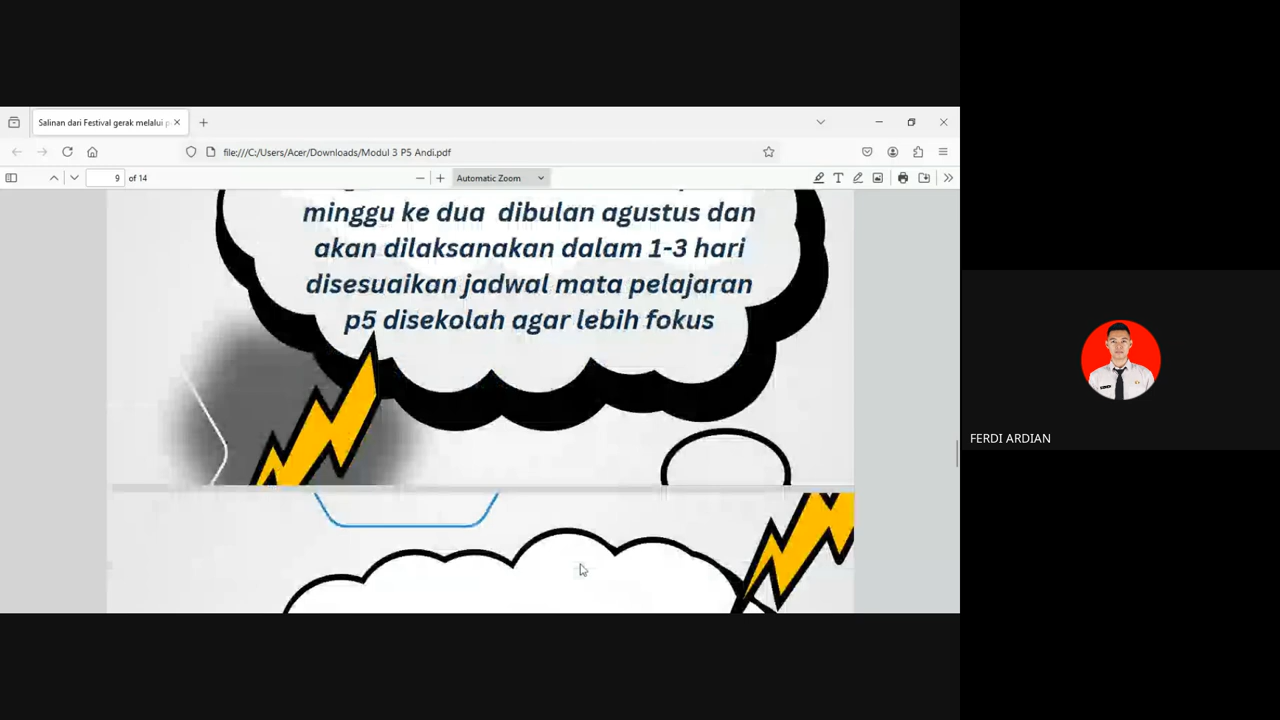 Salinan dari Festival gerak melalui p
file:///C:/Users/Acer/Downloads/Modul 3 P5 Andi.pdf
9 of 14
Automatic Zoom
minggu ke dua dibulan agustus dan
akan dilaksanakan dalam 1-3 hari
disesuaikan jadwal mata pelajaran
p5 disekolah agar lebih fokus
FERDI ARDIAN